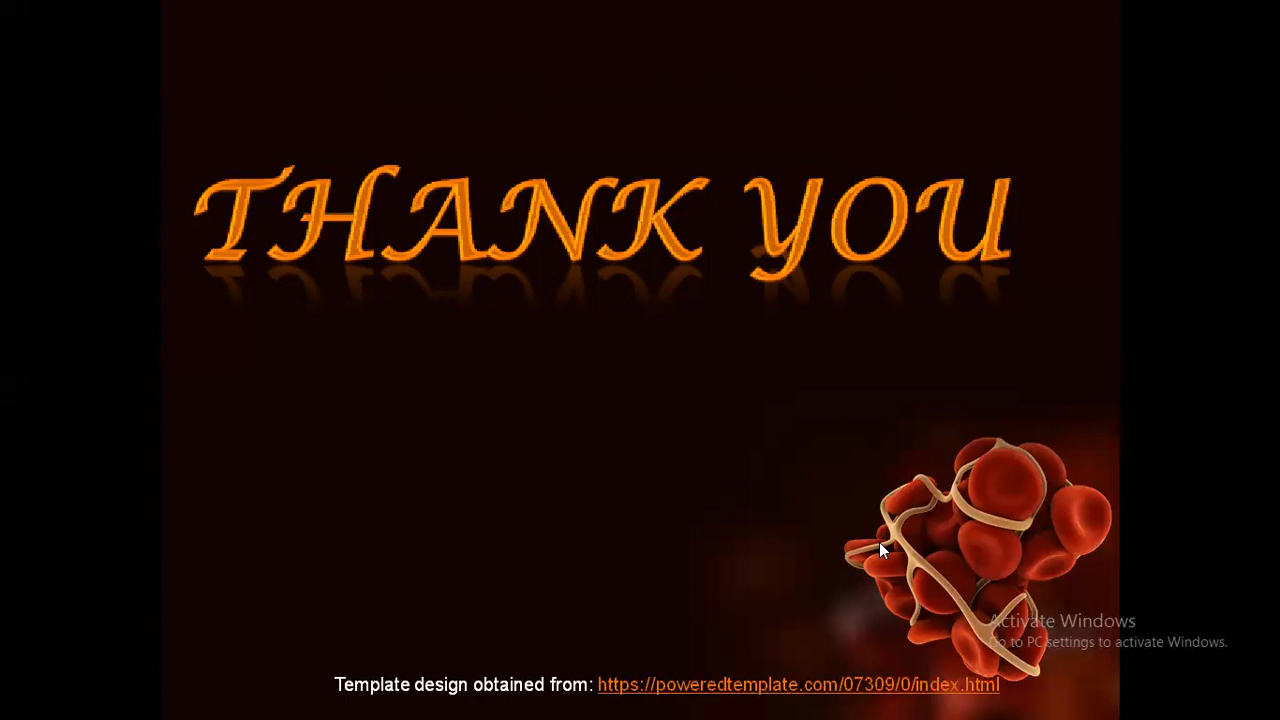 THANK YOU
Activate Windows
Go to PC settings to activate Windows.
Template design obtained from: https://poweredtemplate.com/07309/0/index.html